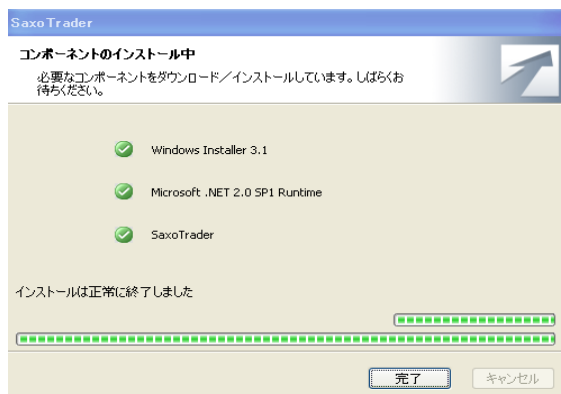 SaxoTrader
コンポーネントのインストール中
必要なコンポーネントをダウンロード／インストールしています。しばらくお
待ちください。
Windows Installer 3.1
Microsoft .NET 2.0 SP1 Runtime
SaxoTrader
インストールは正常に終了しました
完了
キャンセル